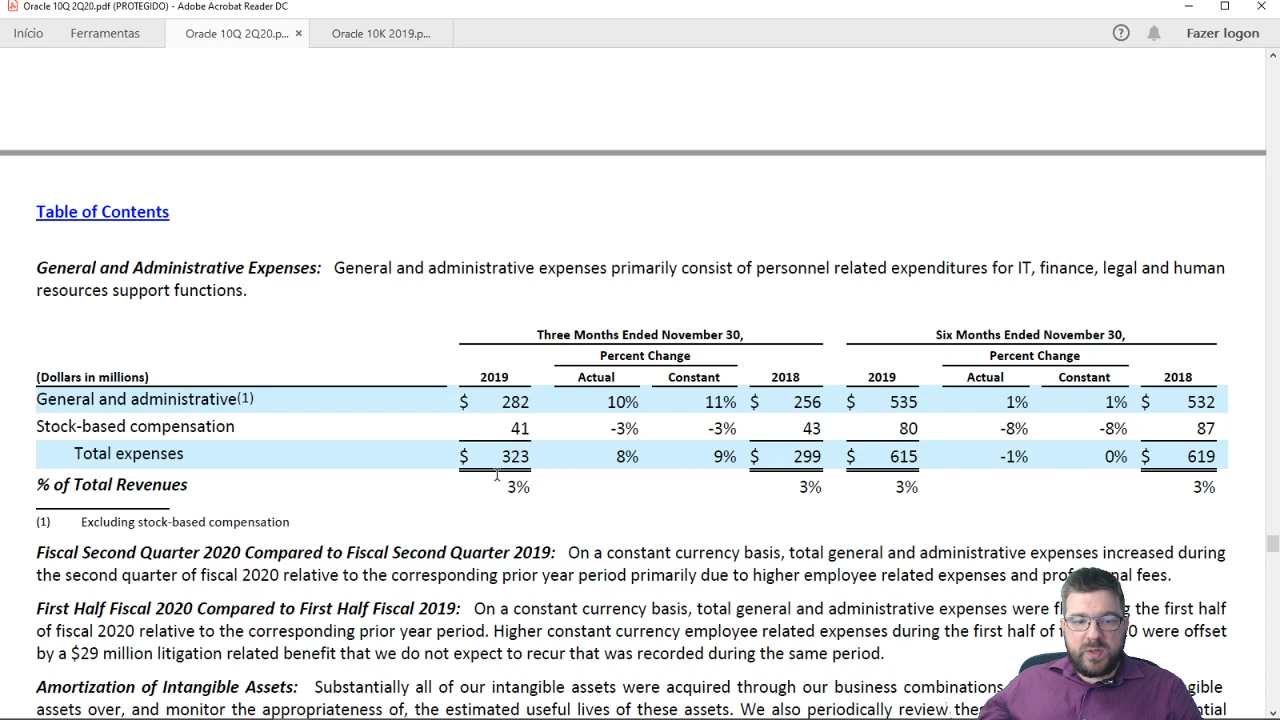 Oracle 10Q 2Q20.pdf (PROTEGIDO) - Adobe Acrobat Reader DC
Início Ferramentas Oracle 10Q 2Q20.p... × Oracle 10K 2019.p... Fazer logon
Table of Contents
General and Administrative Expenses: General and administrative expenses primarily consist of personnel related expenditures for IT, finance, legal and human
resources support functions.
Three Months Ended November 30, Six Months Ended November 30,
Percent Change Percent Change
(Dollars in millions) 2019 Actual Constant 2018 2019 Actual Constant 2018
General and administrative(1) $ 282 10% 11% $ 256 $ 535 1% 1% $ 532
Stock-based compensation 41 -3% -3% 43 80 -8% -8% 87
Total expenses $ 323 8% 9% $ 299 $ 615 -1% 0% $ 619
% of Total Revenues 3% 3% 3% 3%
(1) Excluding stock-based compensation
Fiscal Second Quarter 2020 Compared to Fiscal Second Quarter 2019: On a constant currency basis, total general and administrative expenses increased during
the second quarter of fiscal 2020 relative to the corresponding prior year period primarily due to higher employee related expenses and fees.
First Half Fiscal 2020 Compared to First Half Fiscal 2019: On a constant currency basis, total general and administrative expenses were the first half
of fiscal 2020 relative to the corresponding prior year period. Higher constant currency employee related expenses during the first half of were offset
by a $29 million litigation related benefit that we do not expect to recur that was recorded during the same period.
Amortization of Intangible Assets: Substantially all of our intangible assets were acquired through our business combinations
assets over, and monitor the appropriateness of, the estimated useful lives of these assets. We also periodically review